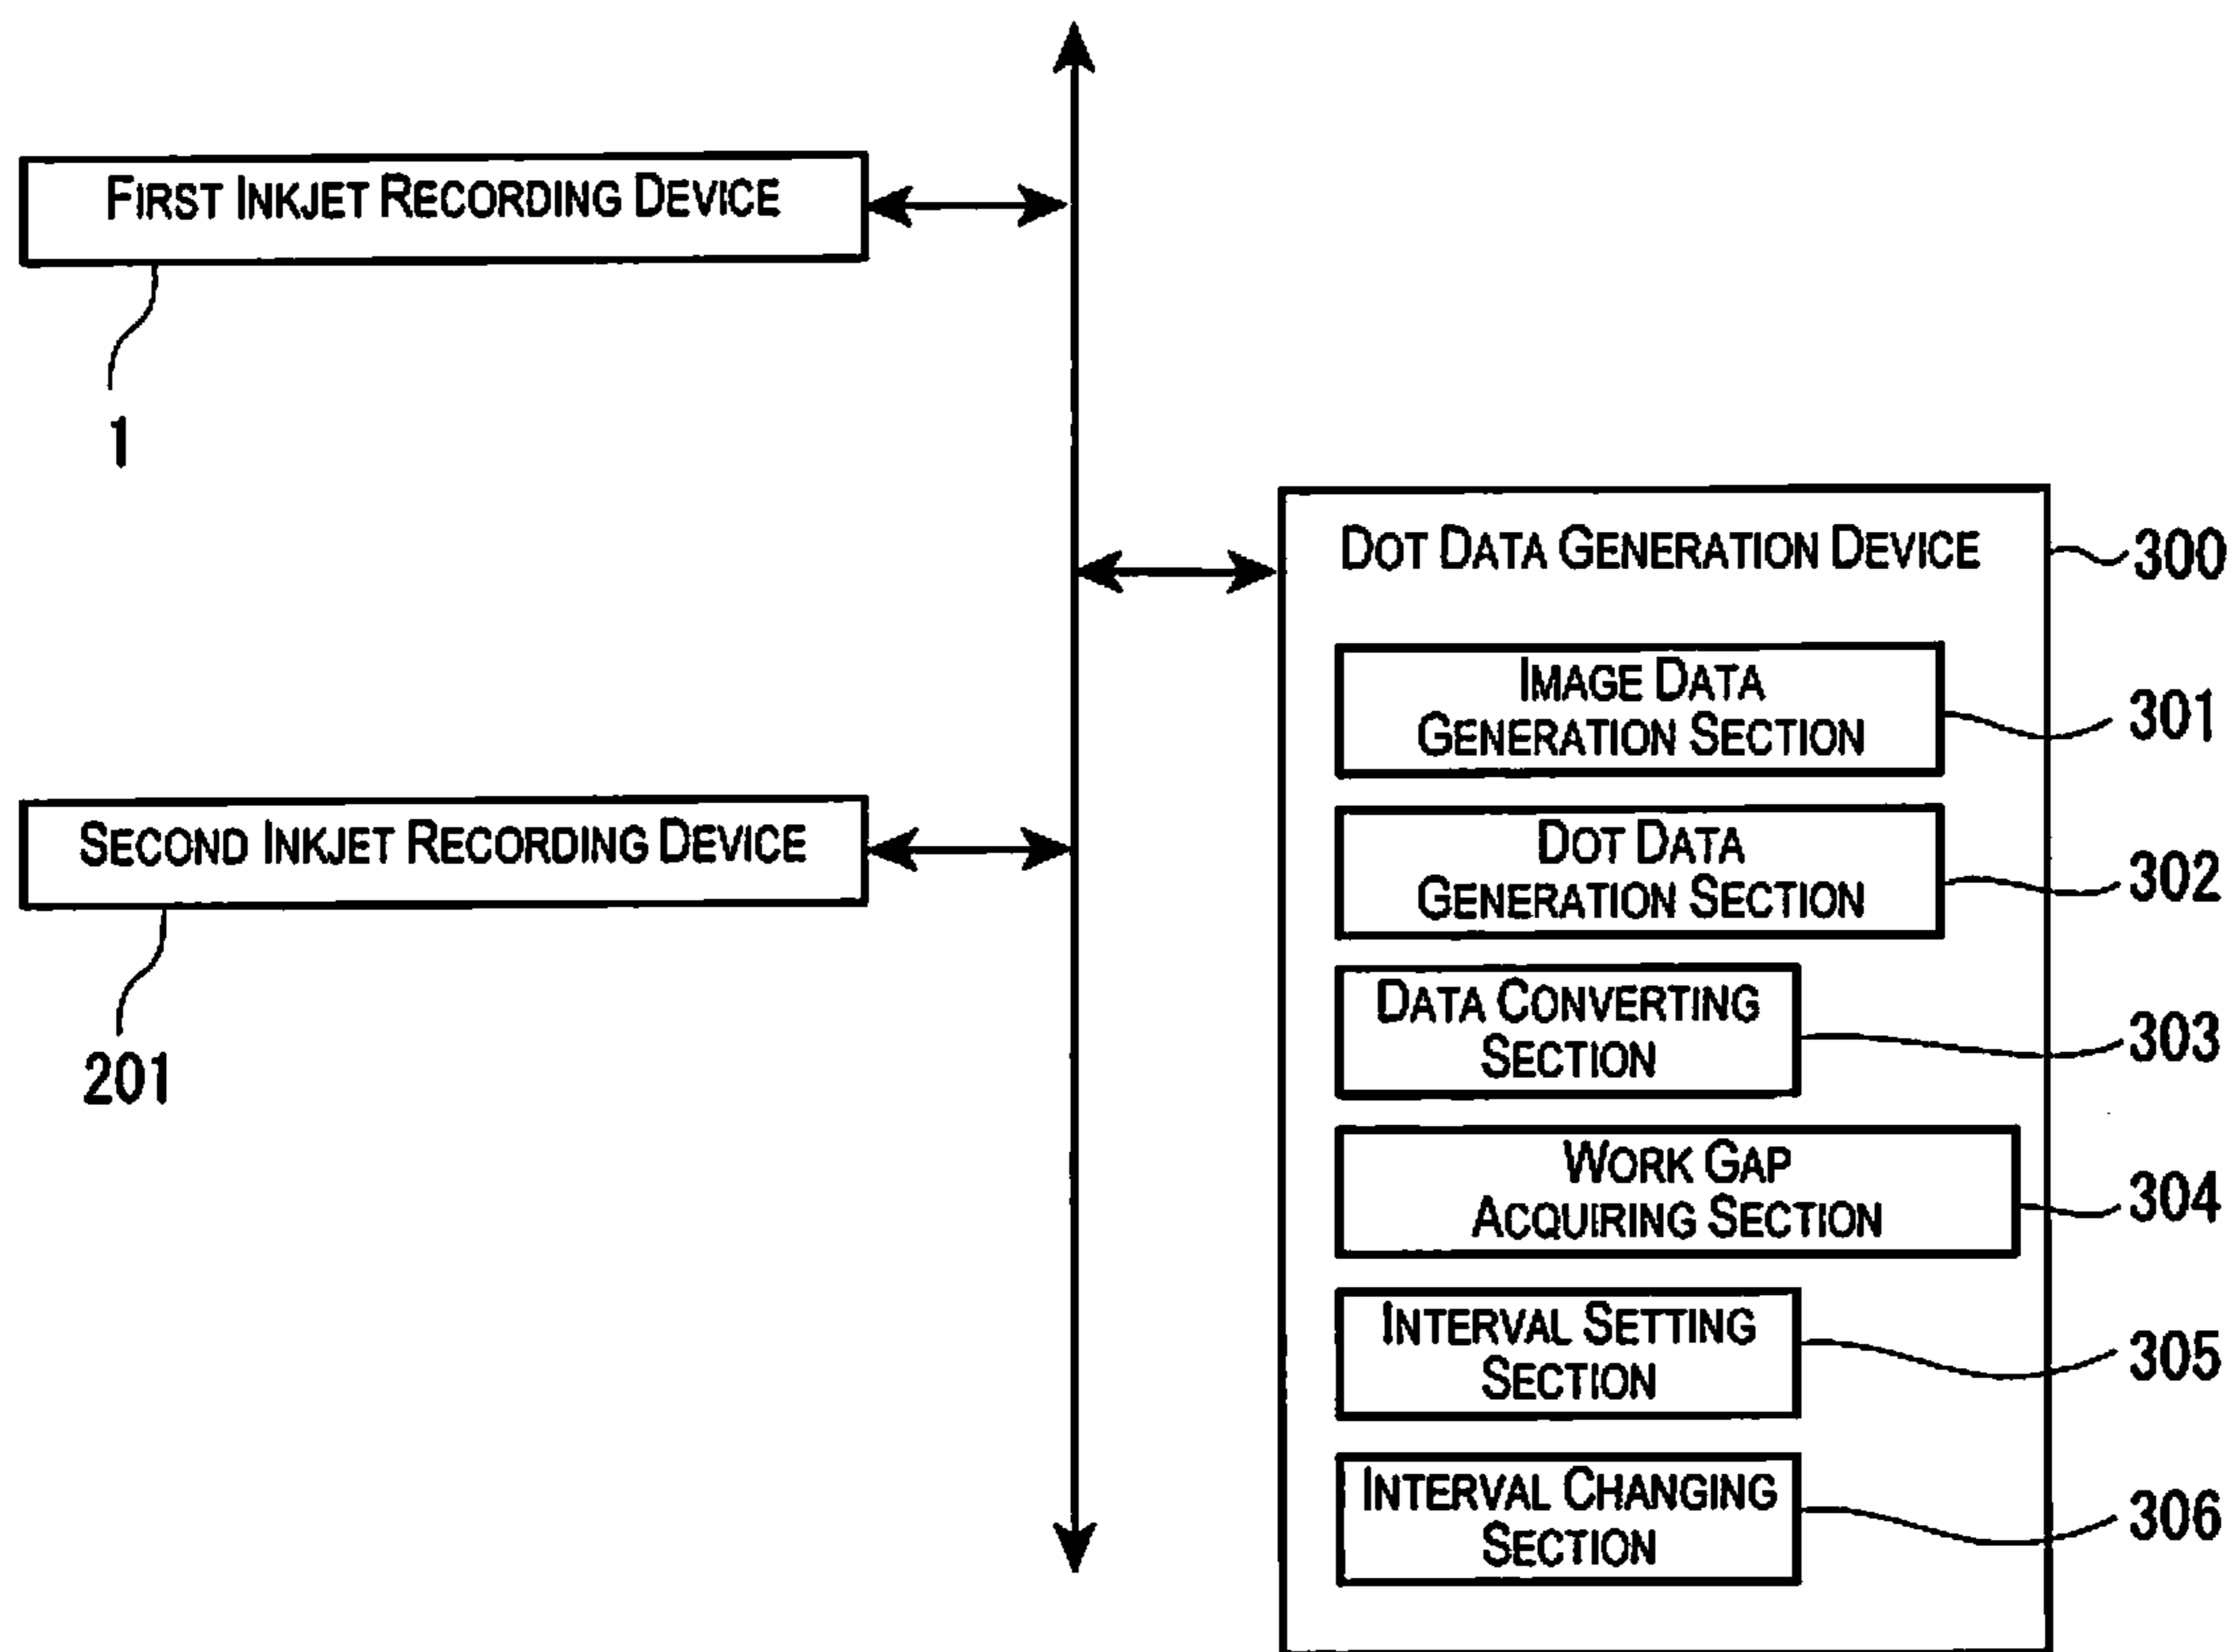 First Inkjet Recording Device
1
Dot Data Generation Device
300
Image Data
Generation Section
301
Second Inkjet Recording Device
201
Dot Data
Generation Section
302
Data Converting
Section
303
Work Gap
Acquiring Section
304
Interval Setting
Section
305
Interval Changing
Section
306